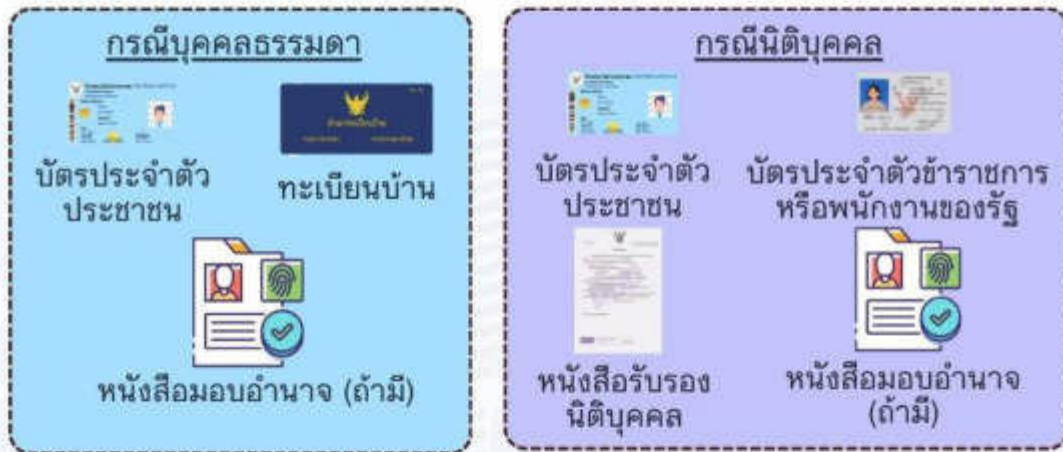 กรณีบุคคลธรรมดา
บัตรประจำตัว
ประชาชน
ทะเบียนบ้าน
หนังสือมอบอำนาจ (ถ้ามี)
กรณีนิติบุคคล
บัตรประจำตัว
ประชาชน
บัตรประจำตัวข้าราชการ
หรือพนักงานของรัฐ
หนังสือรับรอง
นิติบุคคล
หนังสือมอบอำนาจ
(ถ้ามี)